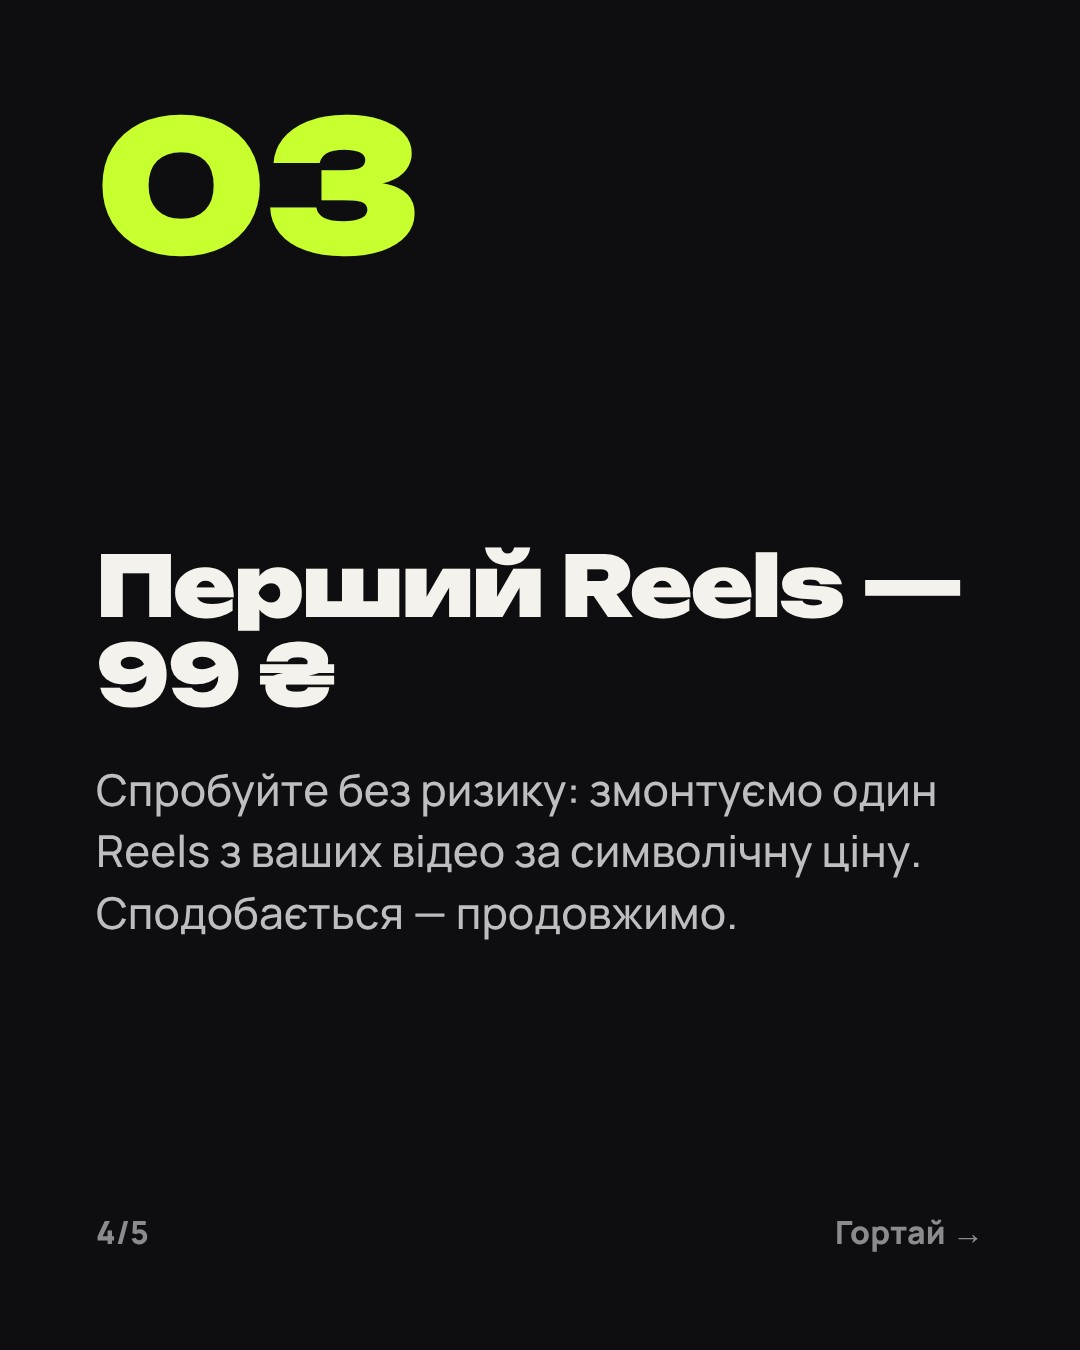 03
Перший Reels —
99 ₴
Спробуйте без ризику: змонтуємо один
Reels з ваших відео за символічну ціну.
Сподобається — продовжимо.
4/5
Гортай →